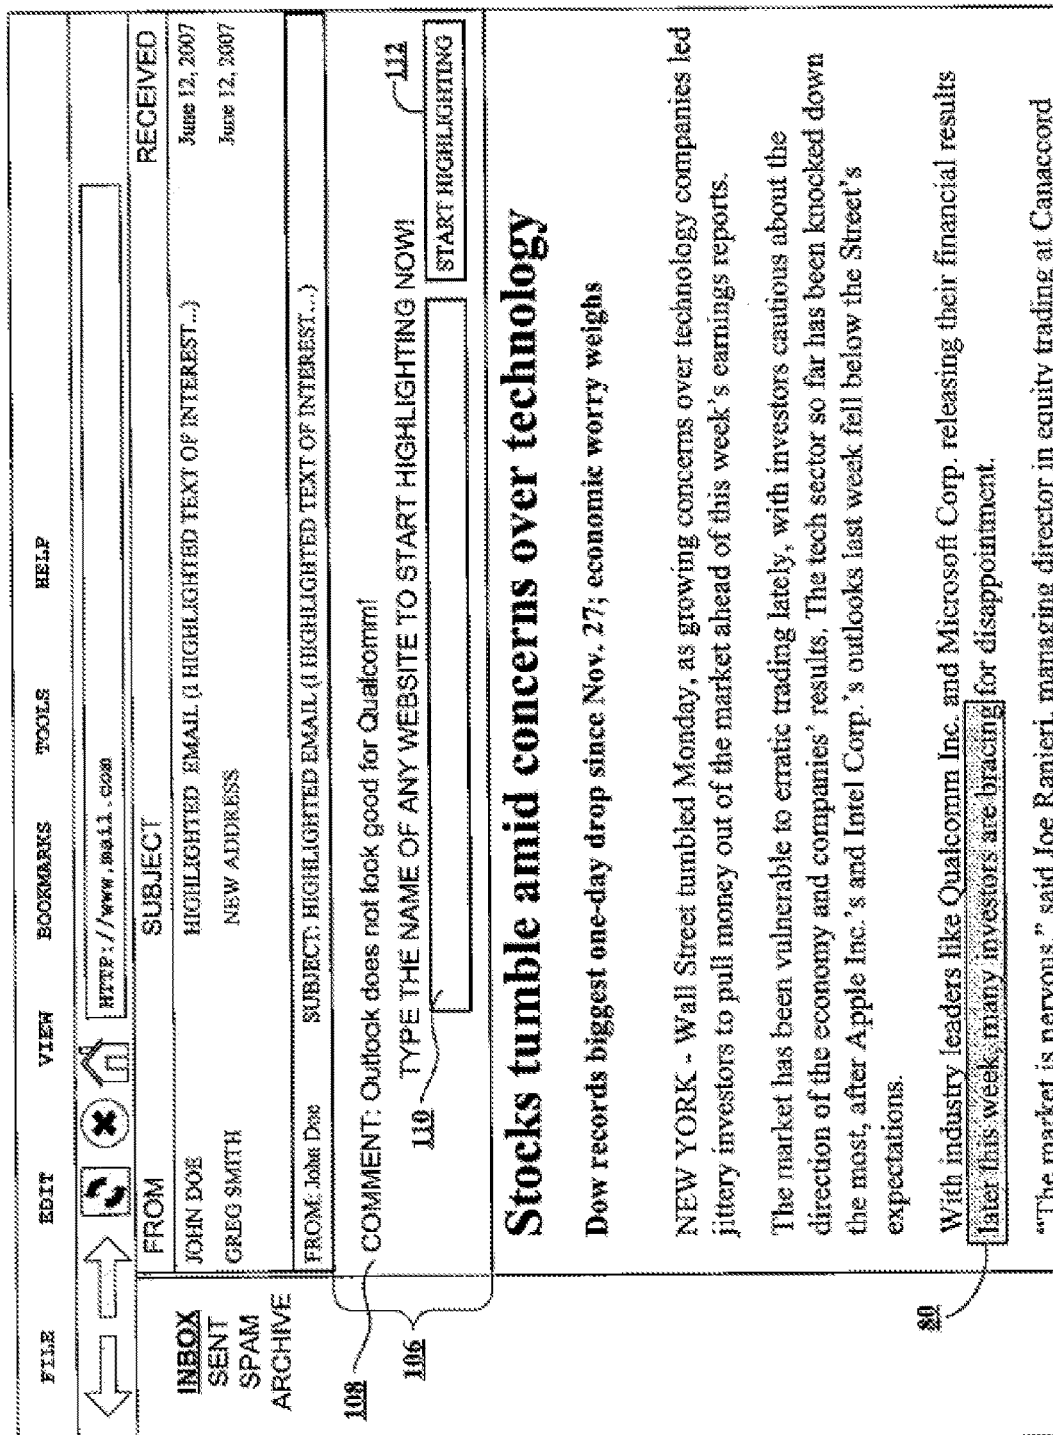 FILE EDIT VIEW BOOKMARKS TOOLS HELP
HTTP://www.mail.com
FROM SUBJECT RECEIVED
INBOX
SENT
SPAM
ARCHIVE
JOHN DOE HIGHLIGHTED EMAIL (1 HIGHLIGHTED TEXT OF INTEREST...) June 12, 2007
GREG SMITH NEW ADDRESS June 12, 2007
FROM: John Doe SUBJECT: HIGHLIGHTED EMAIL (1 HIGHLIGHTED TEXT OF INTEREST...)
108
COMMENT: Outlook does not look good for Qualcomm!
106
110
TYPE THE NAME OF ANY WEBSITE TO START HIGHLIGHTING NOW!
112
START HIGHLIGHTING
Stocks tumble amid concerns over technology
Dow records biggest one-day drop since Nov. 27; economic worry weighs
NEW YORK - Wall Street tumbled Monday, as growing concerns over technology companies led
jittery investors to pull money out of the market ahead of this week's earnings reports.
The market has been vulnerable to erratic trading lately, with investors cautious about the
direction of the economy and companies' results. The tech sector so far has been knocked down
the most, after Apple Inc.'s and Intel Corp.'s outlooks last week fell below the Street's
expectations.
With industry leaders like Qualcomm Inc. and Microsoft Corp. releasing their financial results
later this week, many investors are bracing for disappointment.
80
“The market is nervous,” said Joe Ranieri, managing director in equity trading at Canaccord